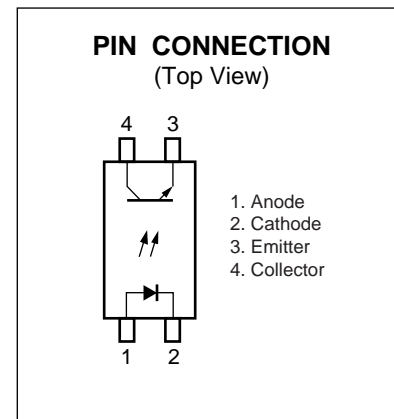 PIN CONNECTION
(Top View)
4 3
1. Anode
2. Cathode
3. Emitter
4. Collector
1 2